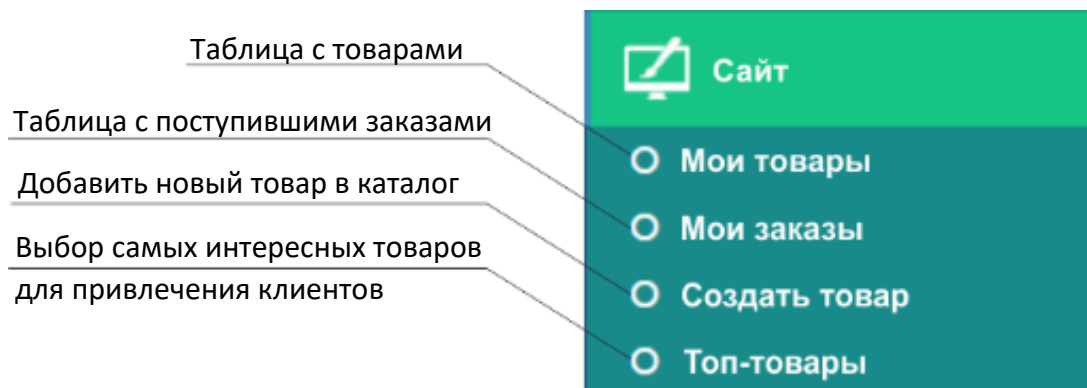 Таблица с товарами
Таблица с поступившими заказами
Добавить новый товар в каталог
Выбор самых интересных товаров
для привлечения клиентов
Сайт
Мои товары
Мои заказы
Создать товар
Топ-товары